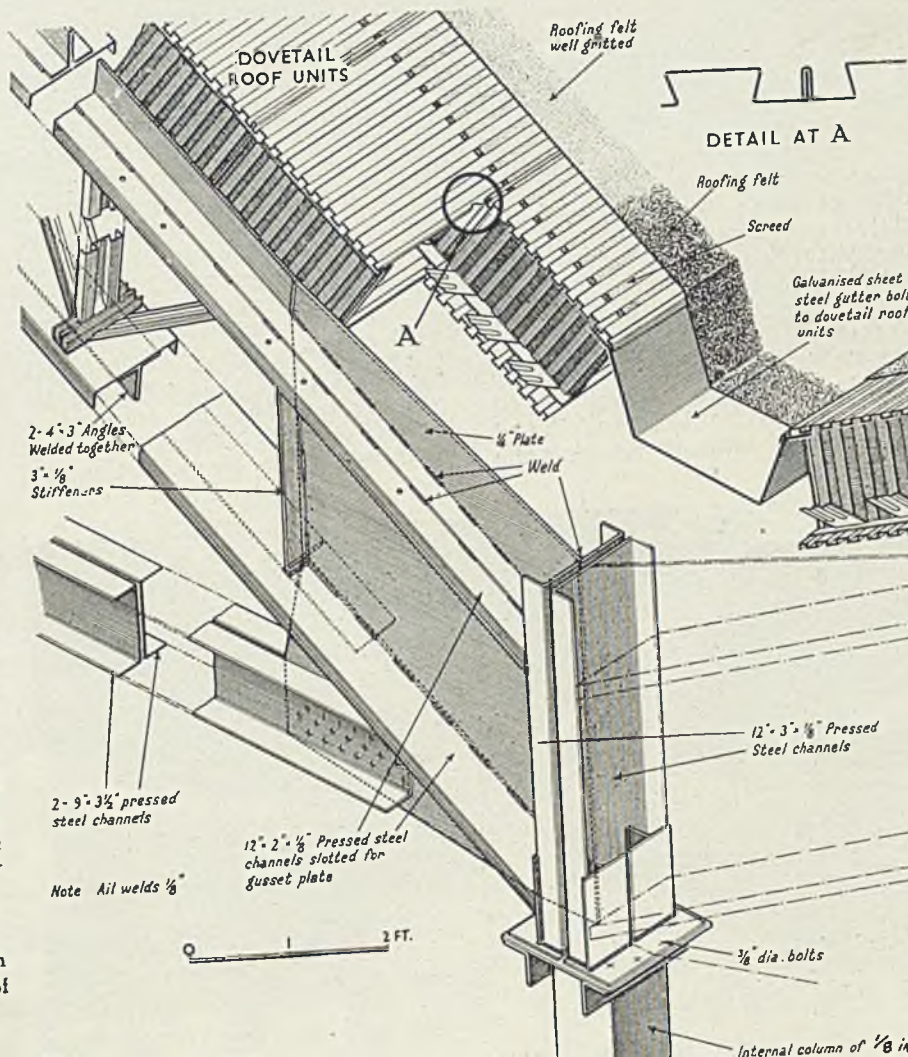 DOVETAIL
ROOF UNITS
Roofing felt
well gritted
DETAIL AT A
Roofing felt
Screed
Galvanised sheet
steel gutter bolt
to dovetail roof
units
A
2-4"×3" Angles
Welded together
3"×⅛"
Stiffeners
Plate
Weld
12"×3"×⅛" Pressed
Steel channels
2-9"×3½" pressed
steel channels
12"×2"×⅛" Pressed steel
channels slotted for
gusset plate
Note All welds ⅛"
0 1 2 FT.
⅜" dia. bolts
Internal column of ⅛ in